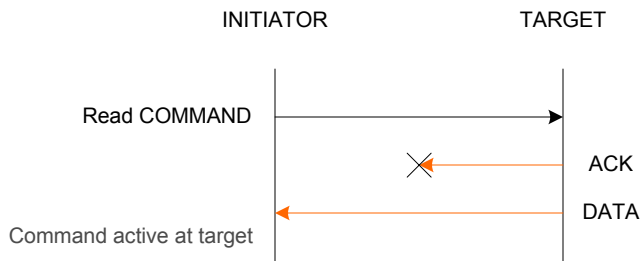 INITIATOR TARGET
Read COMMAND
ACK
DATA
Command active at target